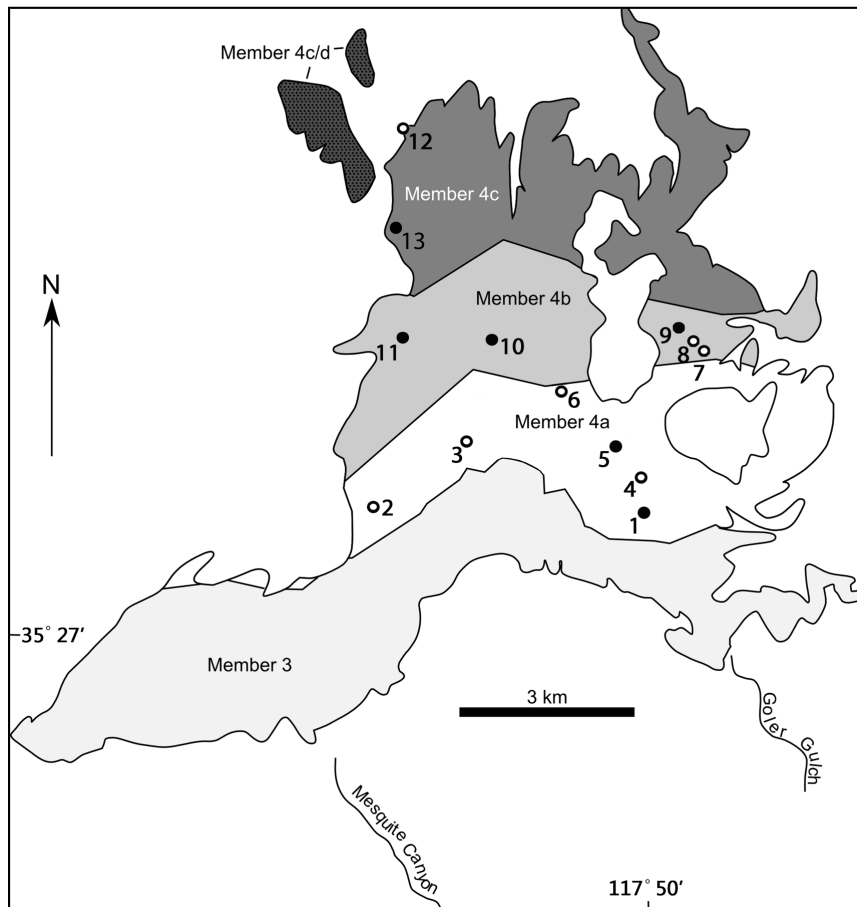 Member 4c/d
12
Member 4c
13
N
Member 4b
9
11
10
8
7
6
Member 4a
3
5
4
2
1
35° 27′
Member 3
3 km
Goler Gulch
Mesquite Canyon
117° 50′